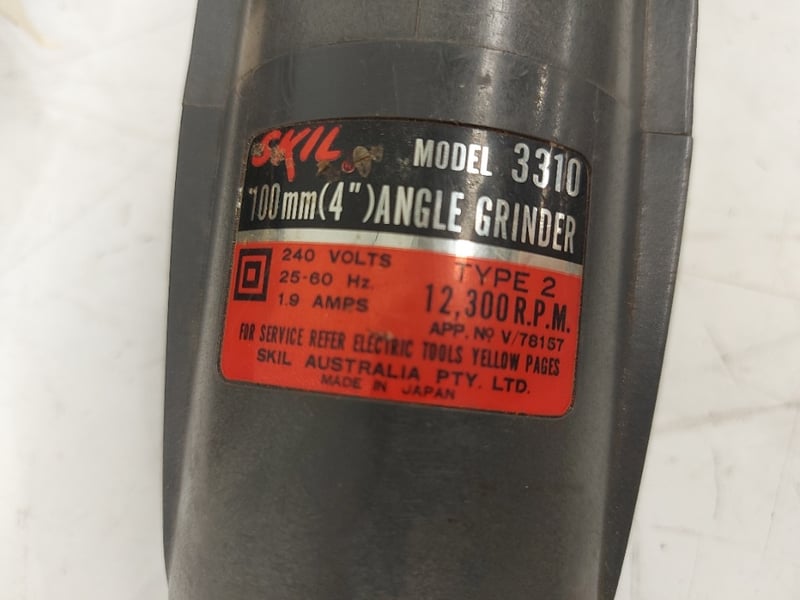 SKIL MODEL 3310
100mm(4")ANGLE GRINDER
240 VOLTS TYPE 2
25-60 Hz. 12,300 R.P.M.
1.9 AMPS APP. Nº V/78157
FOR SERVICE REFER ELECTRIC TOOLS YELLOW PAGES
SKIL AUSTRALIA PTY. LTD.
MADE IN JAPAN